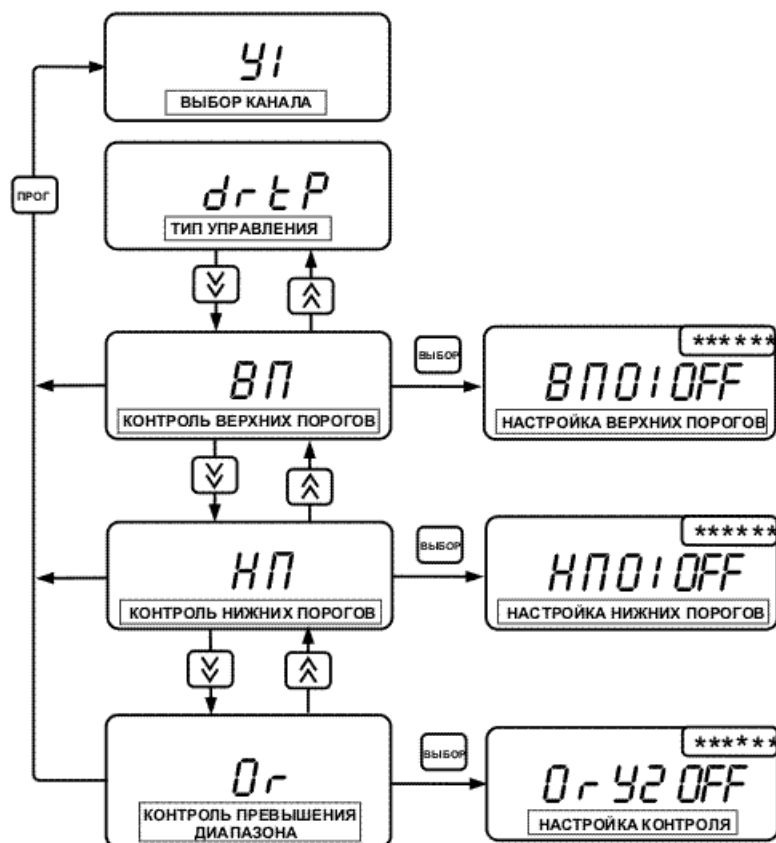 У1
ВЫБОР КАНАЛА
ПРОГ
drtP
ТИП УПРАВЛЕНИЯ
ВП
КОНТРОЛЬ ВЕРХНИХ ПОРОГОВ
ВЫБОР
******
ВП01OFF
НАСТРОЙКА ВЕРХНИХ ПОРОГОВ
НП
КОНТРОЛЬ НИЖНИХ ПОРОГОВ
ВЫБОР
******
НП01OFF
НАСТРОЙКА НИЖНИХ ПОРОГОВ
Or
КОНТРОЛЬ ПРЕВЫШЕНИЯ
ДИАПАЗОНА
ВЫБОР
******
Or У2 OFF
НАСТРОЙКА КОНТРОЛЯ